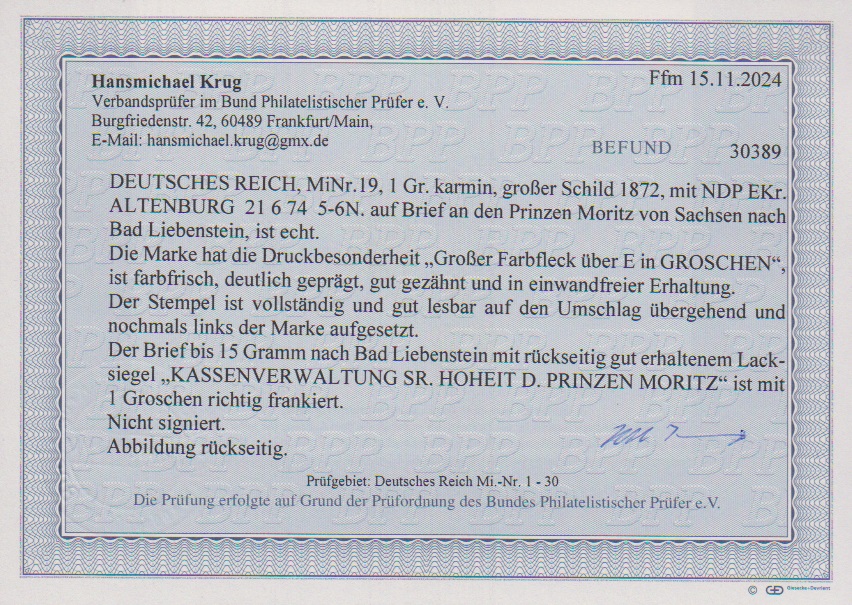 Hansmichael Krug
Ffm 15.11.2024
Verbandsprüfer im Bund Philatelistischer Prüfer e. V.
Burgfriedenstr. 42, 60489 Frankfurt/Main,
E-Mail: hansmichael.krug@gmx.de
BEFUND 30389
DEUTSCHES REICH, MiNr.19, 1 Gr. karmin, großer Schild 1872, mit NDP EKr.
ALTENBURG 21 6 74 5-6N. auf Brief an den Prinzen Moritz von Sachsen nach
Bad Liebenstein, ist echt.
Die Marke hat die Druckbesonderheit „Großer Farbfleck über E in GROSCHEN“,
ist farbfrisch, deutlich geprägt, gut gezähnt und in einwandfreier Erhaltung.
Der Stempel ist vollständig und gut lesbar auf den Umschlag übergehend und
nochmals links der Marke aufgesetzt.
Der Brief bis 15 Gramm nach Bad Liebenstein mit rückseitig gut erhaltenem Lack-
siegel „KASSENVERWALTUNG SR. HOHEIT D. PRINZEN MORITZ“ ist mit
1 Groschen richtig frankiert.
Nicht signiert.
Abbildung rückseitig.
Prüfgebiet: Deutsches Reich Mi.-Nr. 1 - 30
Die Prüfung erfolgte auf Grund der Prüfordnung des Bundes Philatelistischer Prüfer e.V.
© Giesecke+Devrient